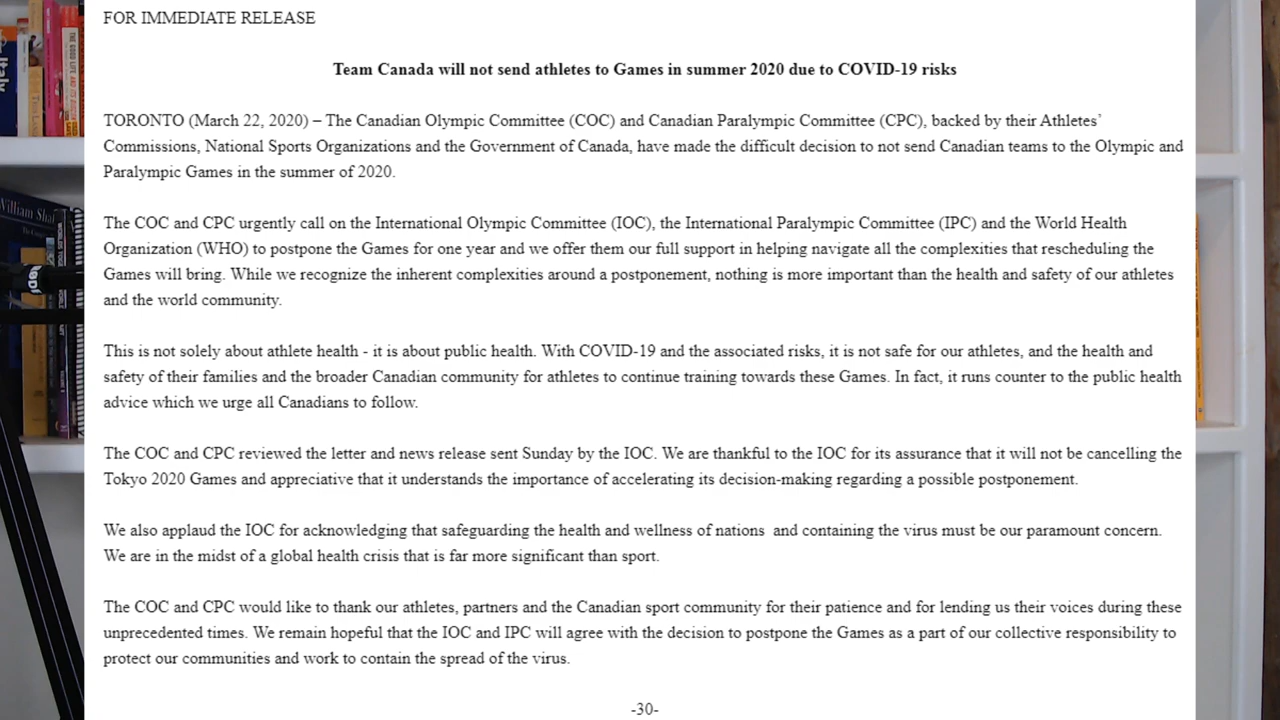 FOR IMMEDIATE RELEASE
Team Canada will not send athletes to Games in summer 2020 due to COVID-19 risks
TORONTO (March 22, 2020) – The Canadian Olympic Committee (COC) and Canadian Paralympic Committee (CPC), backed by their Athletes’
Commissions, National Sports Organizations and the Government of Canada, have made the difficult decision to not send Canadian teams to the Olympic and
Paralympic Games in the summer of 2020.
The COC and CPC urgently call on the International Olympic Committee (IOC), the International Paralympic Committee (IPC) and the World Health
Organization (WHO) to postpone the Games for one year and we offer them our full support in helping navigate all the complexities that rescheduling the
Games will bring. While we recognize the inherent complexities around a postponement, nothing is more important than the health and safety of our athletes
and the world community.
This is not solely about athlete health - it is about public health. With COVID-19 and the associated risks, it is not safe for our athletes, and the health and
safety of their families and the broader Canadian community for athletes to continue training towards these Games. In fact, it runs counter to the public health
advice which we urge all Canadians to follow.
The COC and CPC reviewed the letter and news release sent Sunday by the IOC. We are thankful to the IOC for its assurance that it will not be cancelling the
Tokyo 2020 Games and appreciative that it understands the importance of accelerating its decision-making regarding a possible postponement.
We also applaud the IOC for acknowledging that safeguarding the health and wellness of nations and containing the virus must be our paramount concern.
We are in the midst of a global health crisis that is far more significant than sport.
The COC and CPC would like to thank our athletes, partners and the Canadian sport community for their patience and for lending us their voices during these
unprecedented times. We remain hopeful that the IOC and IPC will agree with the decision to postpone the Games as a part of our collective responsibility to
protect our communities and work to contain the spread of the virus.
-30-
Italy
William Shak